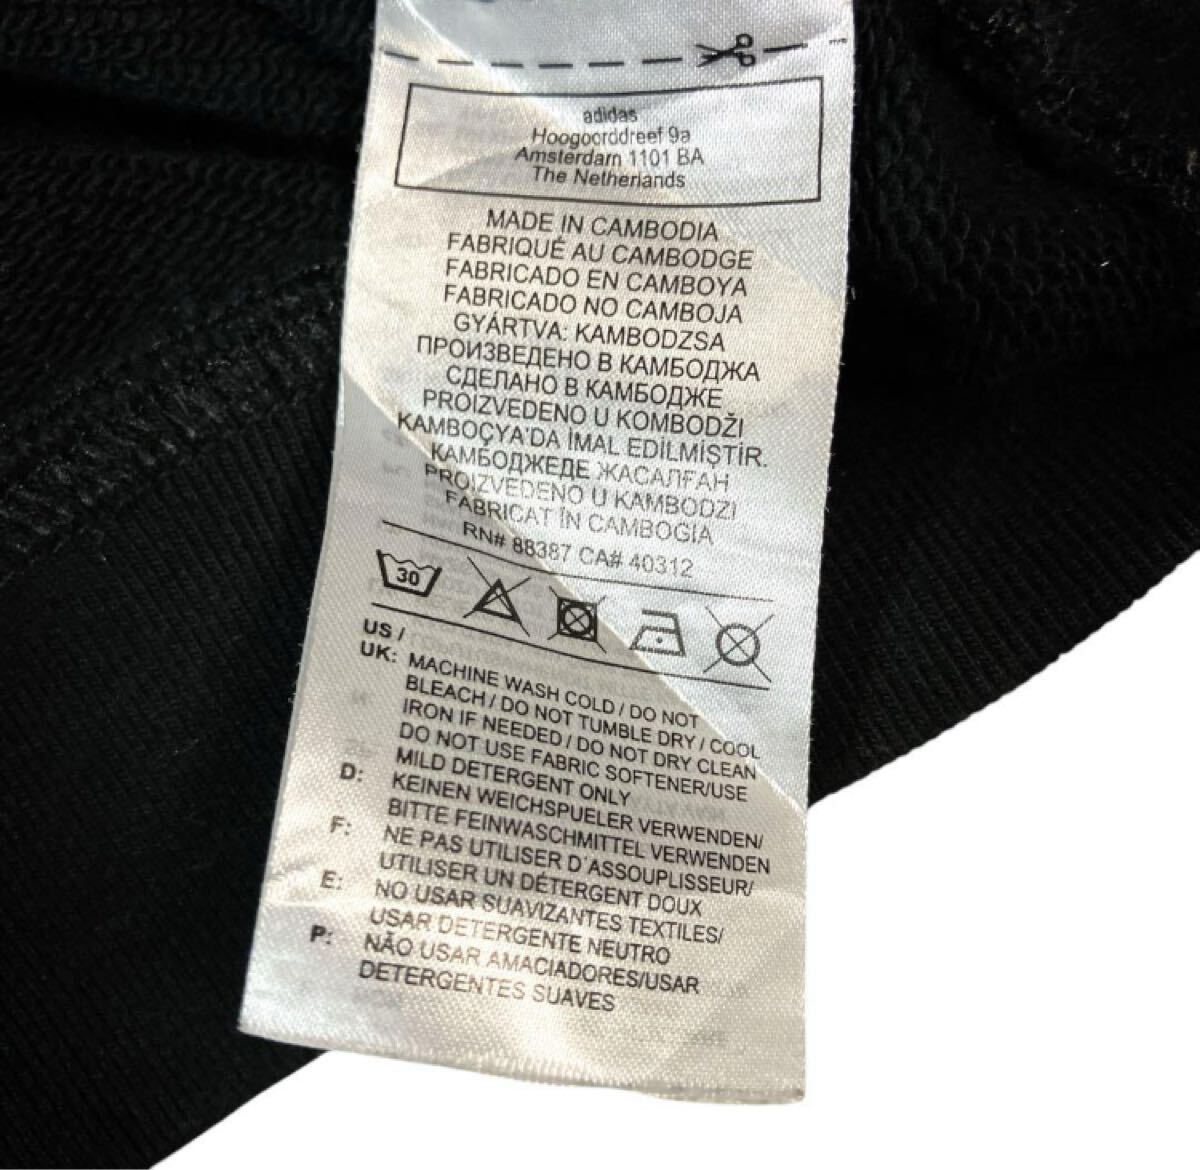 adidas
Hoogoorddreef 9a
Amsterdam 1101 BA
The Netherlands
MADE IN CAMBODIA
FABRIQUÉ AU CAMBODGE
FABRICADO EN CAMBOYA
FABRICADO NO CAMBOJA
GYÁRTVA: KAMBODZSA
ПРОИЗВЕДЕНО В КАМБОДЖА
СДЕЛАНО В КАМБОДЖЕ
PROIZVEDENO U KOMBODŽI
KAMBOÇYA'DA İMAL EDİLMİŞTİR.
КАМБОДЖЕДЕ ЖАСАЛҒАН
PROIZVEDENO U KAMBODZI
FABRICAT ÎN CAMBOGIA
RN# 88387 CA# 40312
30
US /
UK: MACHINE WASH COLD / DO NOT
BLEACH / DO NOT TUMBLE DRY / COOL
IRON IF NEEDED / DO NOT DRY CLEAN
DO NOT USE FABRIC SOFTENER/USE
MILD DETERGENT ONLY
D: KEINEN WEICHSPUELER VERWENDEN/
BITTE FEINWASCHMITTEL VERWENDEN
F: NE PAS UTILISER D'ASSOUPLISSEUR/
UTILISER UN DÉTERGENT DOUX
E: NO USAR SUAVIZANTES TEXTILES/
USAR DETERGENTE NEUTRO
P: NÃO USAR AMACIADORES/USAR
DETERGENTES SUAVES